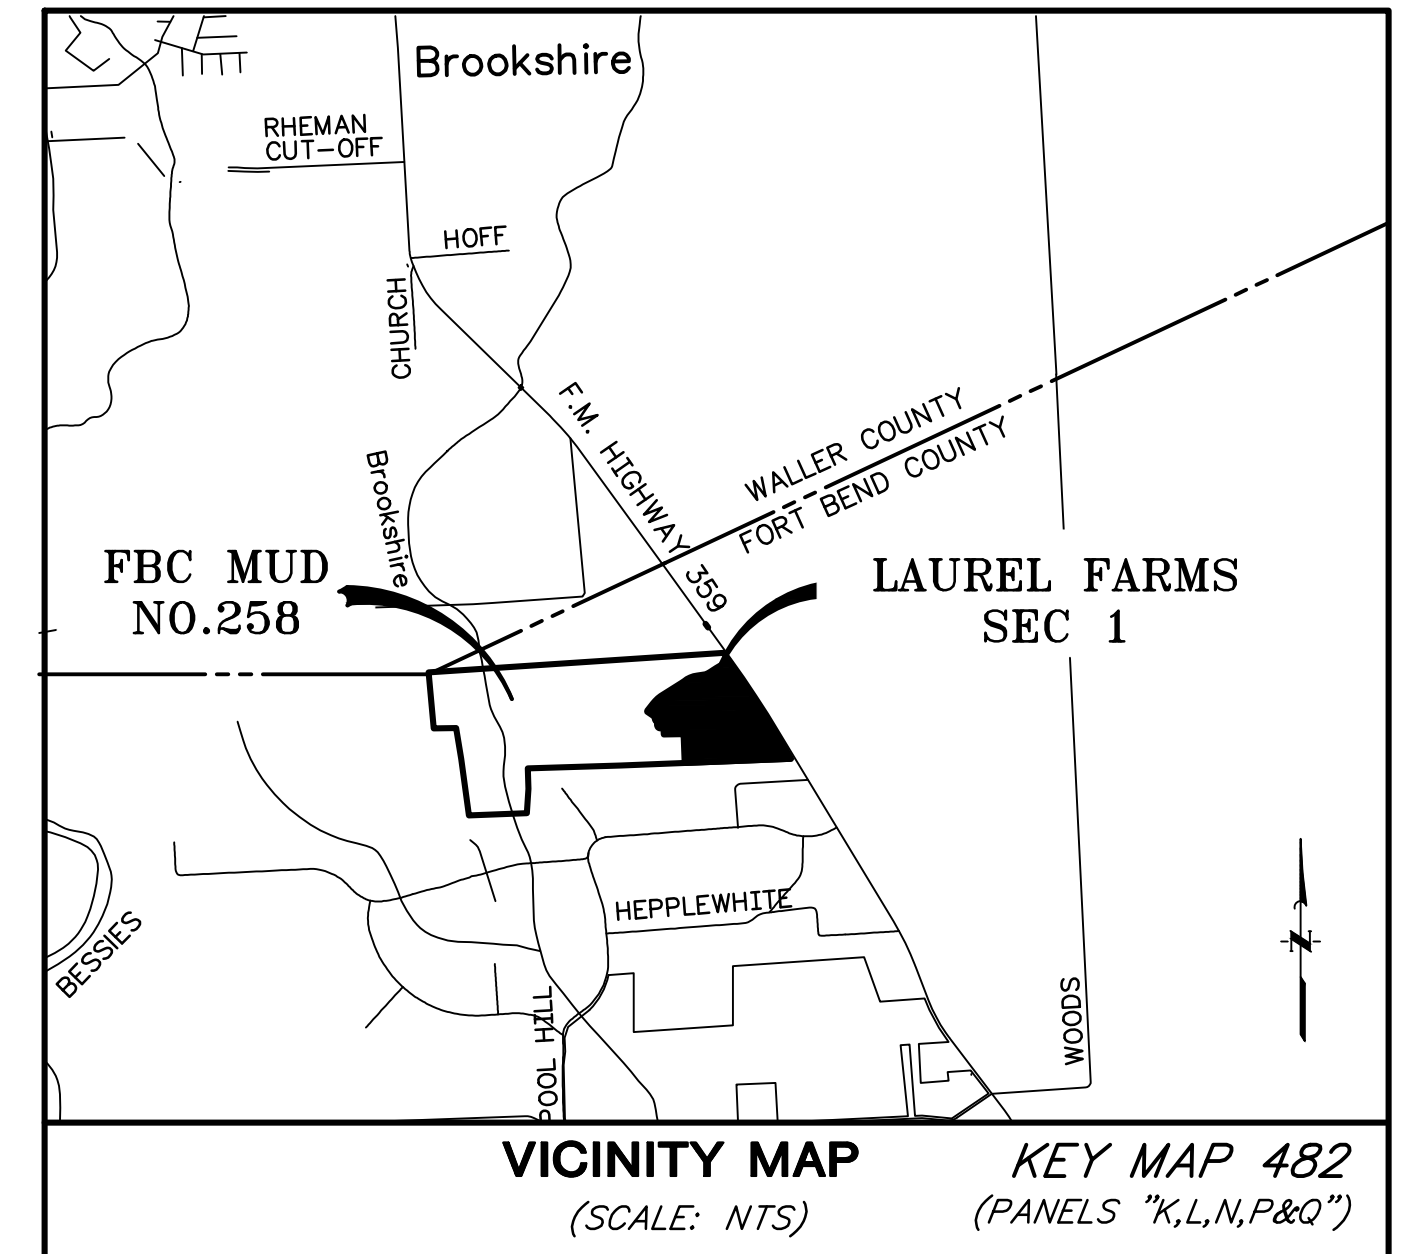 Brookshire
RHEMAN
CUT-OFF
HOFF
CHURCH
F.M. HIGHWAY 359
WALLER COUNTY
FORT BEND COUNTY
Brookshire
FBC MUD
NO.258
LAUREL FARMS
SEC 1
HEPPLEWHITE
BESSIES
N
POOL HILL
WOODS
VICINITY MAP
(SCALE: NTS)
KEY MAP 482
(PANELS "K,L,N,P&Q")